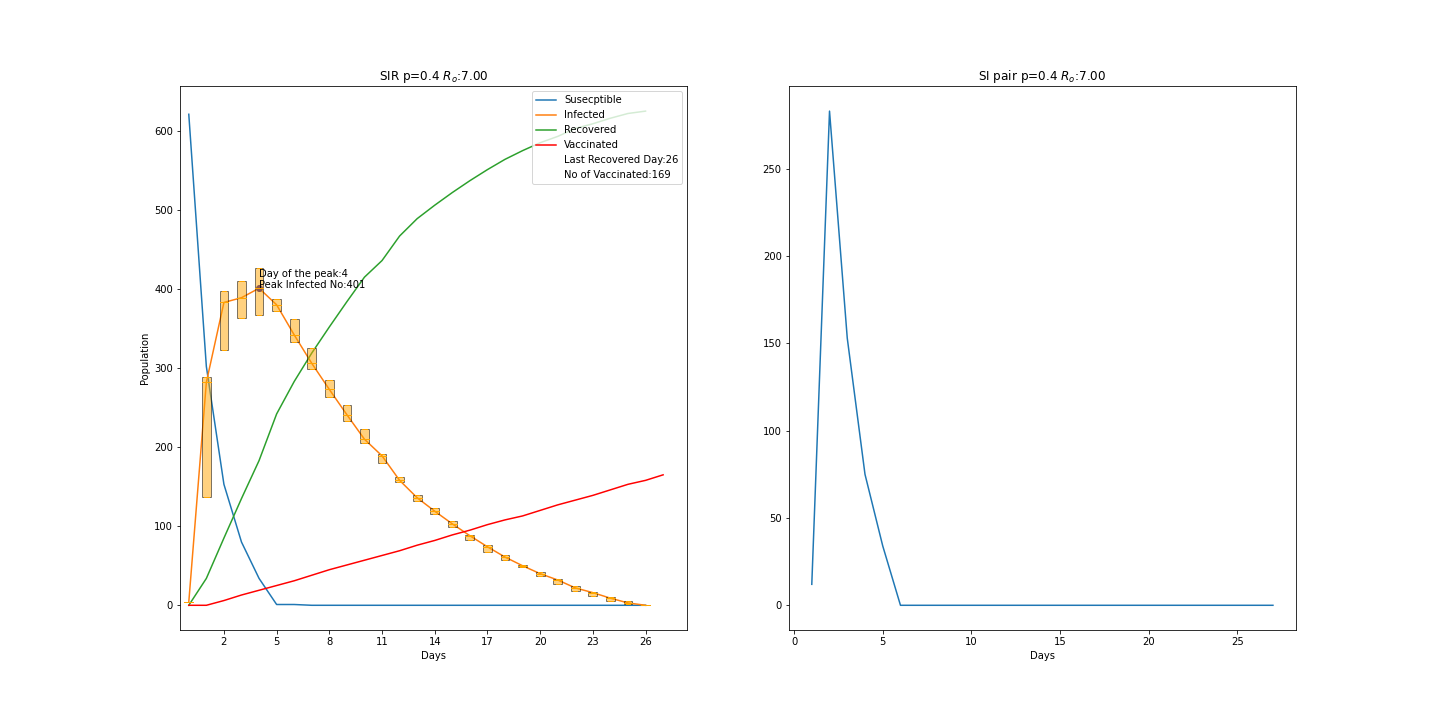 SIR p=0.4 Rₒ:7.00
Susecptible
Infected
Recovered
Vaccinated
Last Recovered Day:26
No of Vaccinated:169
Day of the peak:4
Peak Infected No:401
Population
600
500
400
300
200
100
0
2 5 8 11 14 17 20 23 26
Days
SI pair p=0.4 Rₒ:7.00
250
200
150
100
50
0
0 5 10 15 20 25
Days